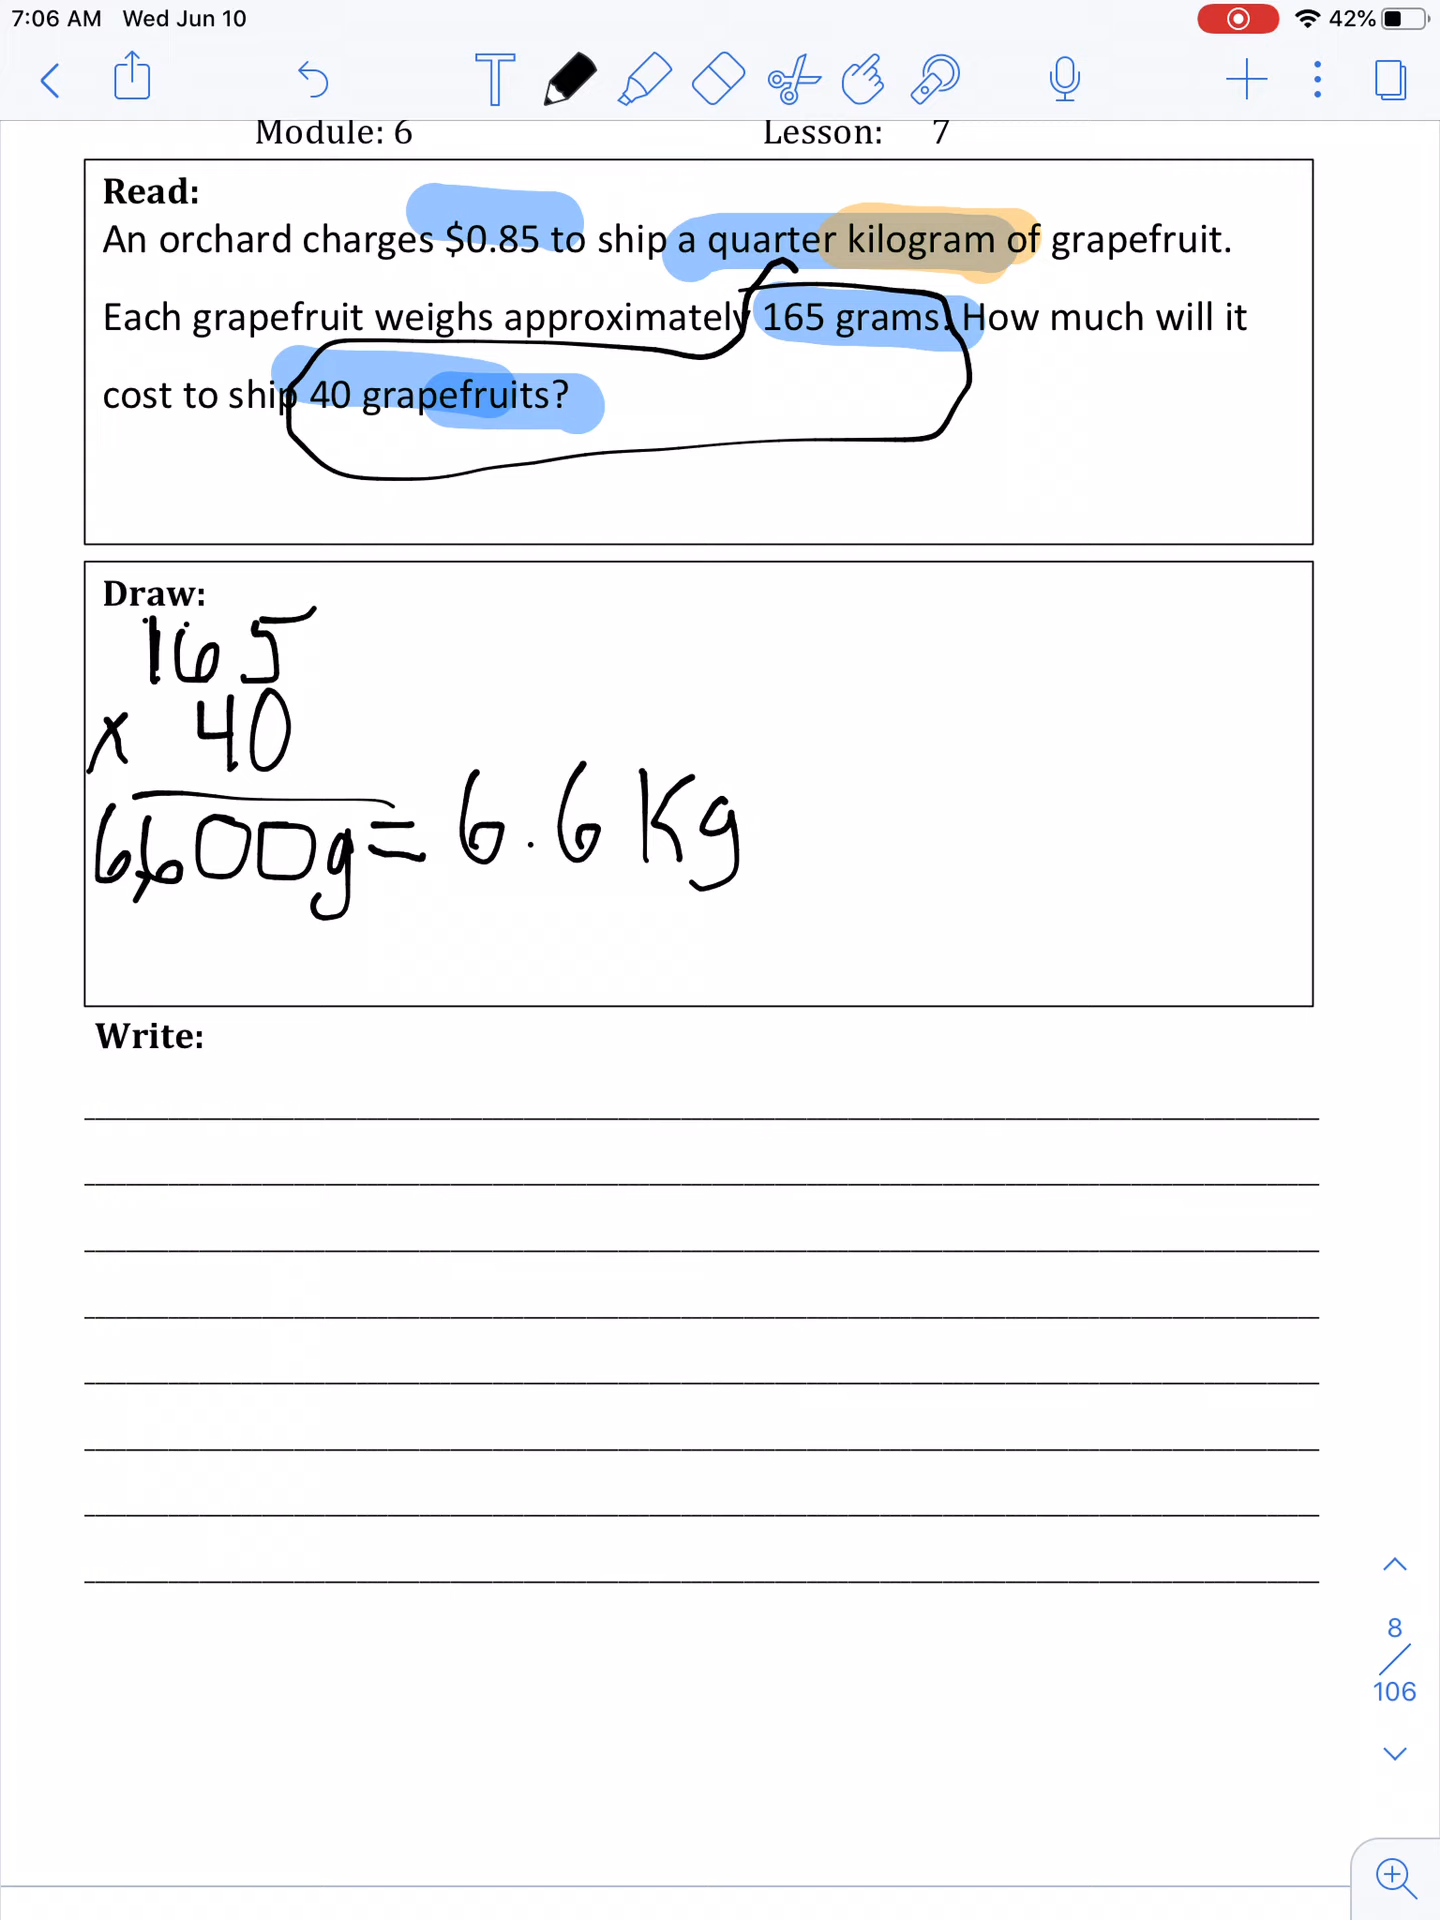 7:06 AM Wed Jun 10 42%
T
Module: 6 Lesson: 7
Read:
An orchard charges $0.85 to ship a quarter kilogram of grapefruit.
Each grapefruit weighs approximately 165 grams. How much will it
cost to ship 40 grapefruits?
Draw:
165
x 40
6,600g = 6.6 Kg
Write:
8
106